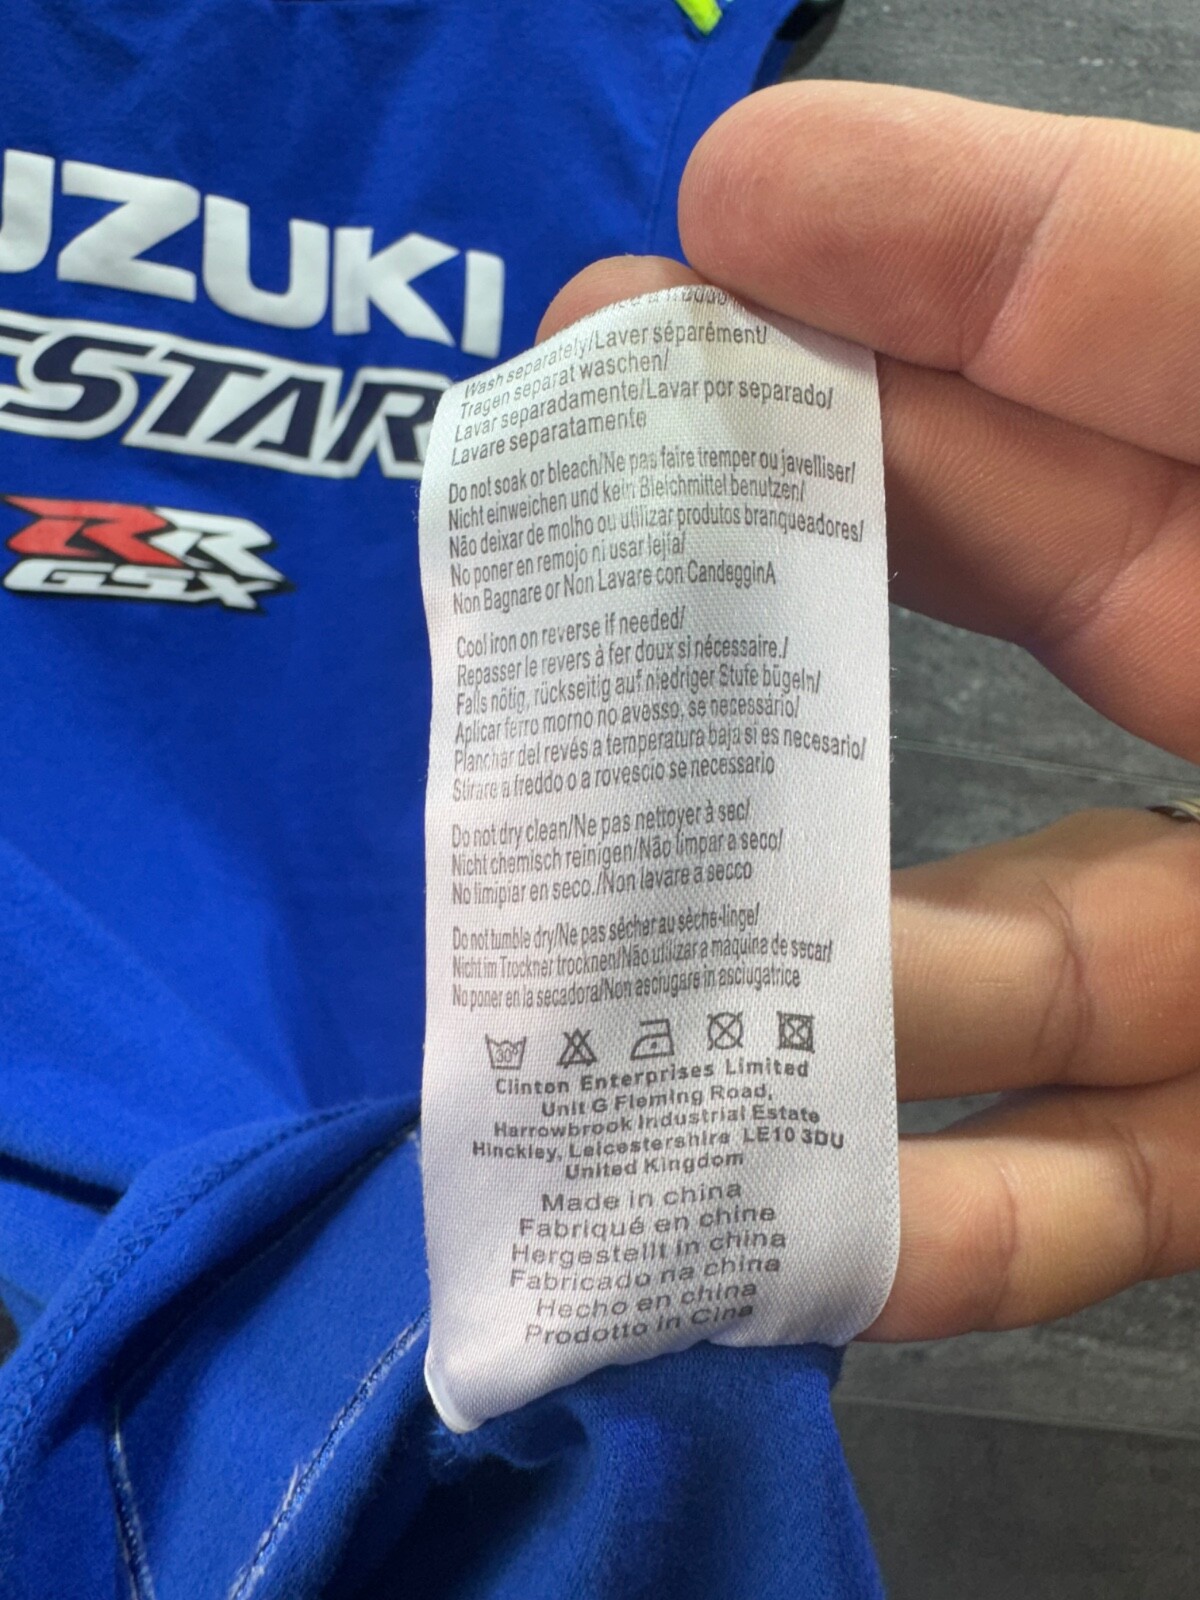 UZUKI
STAR
RR
GSX
Wash separately/Laver séparément/
Tragen separat waschen/
Lavar separadamente/Lavar por separado/
Lavare separatamente
Do not soak or bleach/Ne pas faire tremper ou javelliser/
Nicht einweichen und kein Bleichmittel benutzen/
Não deixar de molho ou utilizar produtos branqueadores/
No poner en remojo ni usar lejía/
Non Bagnare or Non Lavare con CandegginA
Cool iron on reverse if needed/
Repasser le revers à fer doux si nécessaire./
Falls nötig, rückseitig auf niedriger Stufe bügeln/
Aplicar ferro morno no avesso, se necessário/
Planchar del revés a temperatura baja si es necesario/
Stirare a freddo o a rovescio se necessario
Do not dry clean/Ne pas nettoyer à sec/
Nicht chemisch reinigen/Não limpar a seco/
No limipiar en seco./Non lavare a secco
Do not tumble dry/Ne pas sécher au sèche-linge/
Nicht im Trockner trocknen/Não utilizar a maquina de secar/
No poner en la secadora/Non asciugare in asciugatrice
30°
Clinton Enterprises Limited
Unit G Fleming Road,
Harrowbrook Industrial Estate
Hinckley, Leicestershire LE10 3DU
United Kingdom
Made in china
Fabriqué en chine
Hergestellt in china
Fabricado na china
Hecho en china
Prodotto in Cina